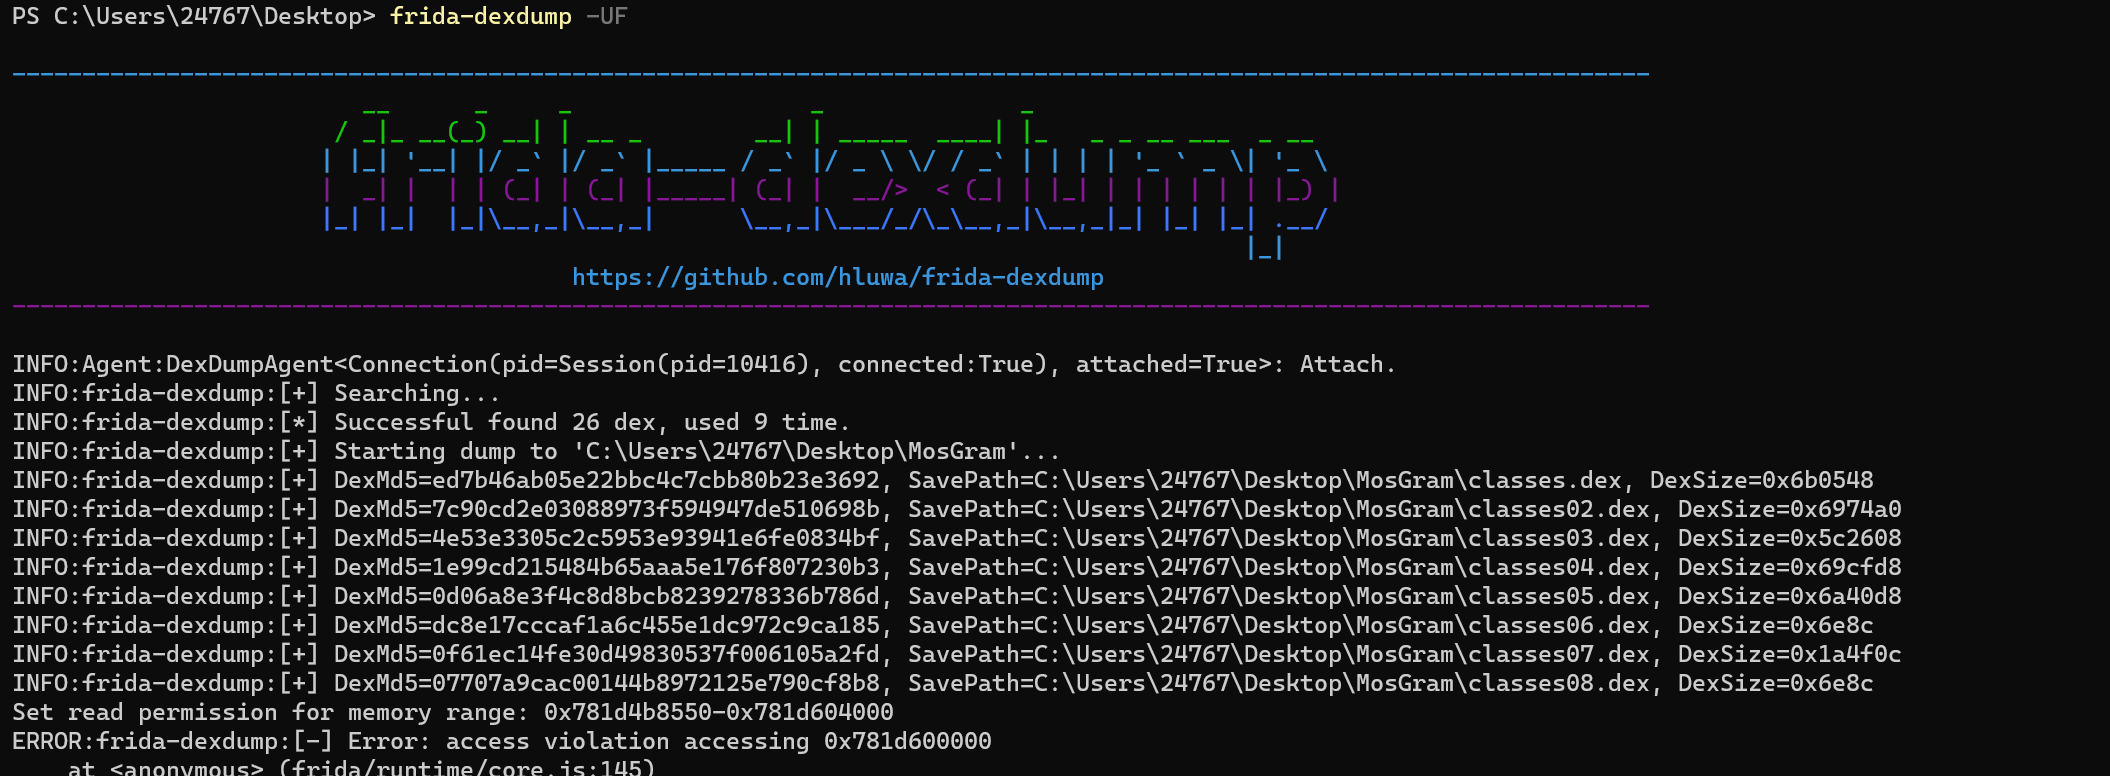 PS C:\Users\24767\Desktop> frida-dexdump -UF
frida-dexdump
https://github.com/hluwa/frida-dexdump
INFO:Agent:DexDumpAgent<Connection(pid=Session(pid=10416), connected:True), attached=True>: Attach.
INFO:frida-dexdump:[+] Searching...
INFO:frida-dexdump:[*] Successful found 26 dex, used 9 time.
INFO:frida-dexdump:[+] Starting dump to 'C:\Users\24767\Desktop\MosGram'...
INFO:frida-dexdump:[+] DexMd5=ed7b46ab05e22bbc4c7cbb80b23e3692, SavePath=C:\Users\24767\Desktop\MosGram\classes.dex, DexSize=0x6b0548
INFO:frida-dexdump:[+] DexMd5=7c90cd2e03088973f594947de510698b, SavePath=C:\Users\24767\Desktop\MosGram\classes02.dex, DexSize=0x6974a0
INFO:frida-dexdump:[+] DexMd5=4e53e3305c2c5953e93941e6fe0834bf, SavePath=C:\Users\24767\Desktop\MosGram\classes03.dex, DexSize=0x5c2608
INFO:frida-dexdump:[+] DexMd5=1e99cd215484b65aaa5e176f807230b3, SavePath=C:\Users\24767\Desktop\MosGram\classes04.dex, DexSize=0x69cfd8
INFO:frida-dexdump:[+] DexMd5=0d06a8e3f4c8d8bcb8239278336b786d, SavePath=C:\Users\24767\Desktop\MosGram\classes05.dex, DexSize=0x6a40d8
INFO:frida-dexdump:[+] DexMd5=dc8e17cccaf1a6c455e1dc972c9ca185, SavePath=C:\Users\24767\Desktop\MosGram\classes06.dex, DexSize=0x6e8c
INFO:frida-dexdump:[+] DexMd5=0f61ec14fe30d49830537f006105a2fd, SavePath=C:\Users\24767\Desktop\MosGram\classes07.dex, DexSize=0x1a4f0c
INFO:frida-dexdump:[+] DexMd5=07707a9cac00144b8972125e790cf8b8, SavePath=C:\Users\24767\Desktop\MosGram\classes08.dex, DexSize=0x6e8c
Set read permission for memory range: 0x781d4b8550-0x781d604000
ERROR:frida-dexdump:[-] Error: access violation accessing 0x781d600000
at <anonymous> (frida/runtime/core.js:145)